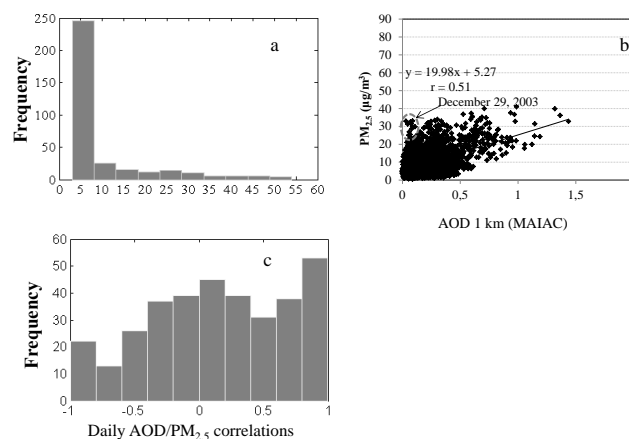 a
Frequency
250
200
150
100
50
0
0 5 10 15 20 25 30 35 40 45 50 55 60
b
PM2.5 (µg/m³)
90
80
70
60
50
40
30
20
10
0
y = 19.98x + 5.27
r = 0.51
December 29, 2003
0 0,5 1 1,5
AOD 1 km (MAIAC)
c
Frequency
60
50
40
30
20
10
0
-1 -0.5 0 0.5 1
Daily AOD/PM2.5 correlations